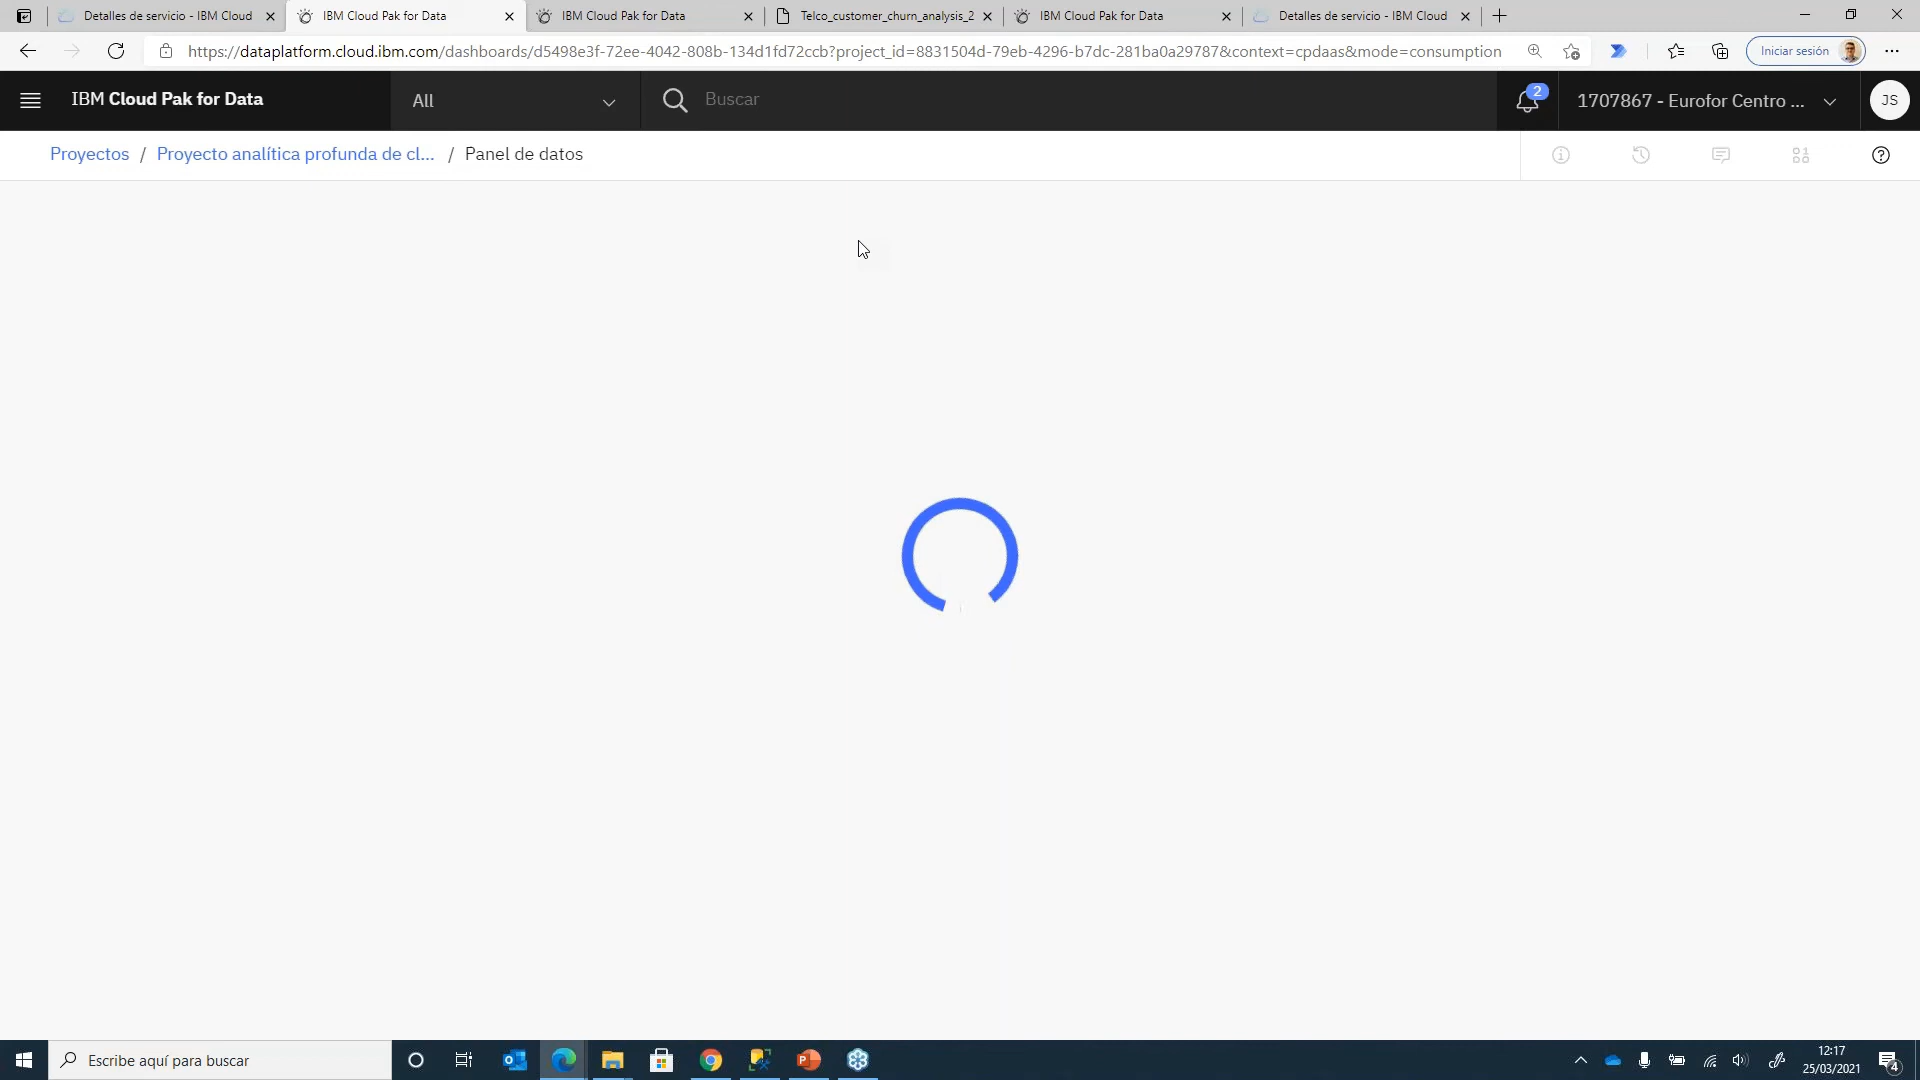 Detalles de servicio - IBM Cloud
IBM Cloud Pak for Data
IBM Cloud Pak for Data
Telco_customer_churn_analysis_2
IBM Cloud Pak for Data
Detalles de servicio - IBM Cloud
https://dataplatform.cloud.ibm.com/dashboards/d5498e3f-72ee-4042-808b-134d1fd72ccb?project_id=8831504d-79eb-4296-b7dc-281ba0a29787&context=cpdaas&mode=consumption
Iniciar sesión
IBM Cloud Pak for Data
All
Buscar
2
1707867 - Eurofor Centro ...
JS
Proyectos / Proyecto analítica profunda de cl... / Panel de datos
Escribe aquí para buscar
12:17
25/03/2021
4